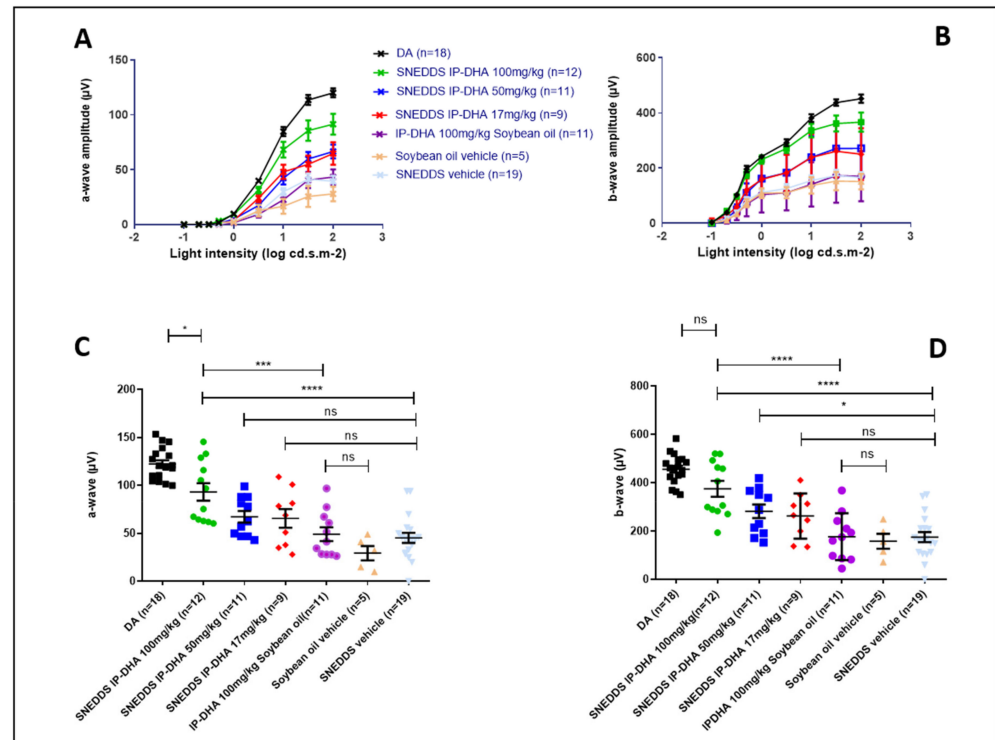 A
B
150
100
50
0
a-wave amplitude (µV)
-2
-1
0
1
2
3
Light intensity (log cd.s.m-2)
DA (n=18)
SNEDDS IP-DHA 100mg/kg (n=12)
SNEDDS IP-DHA 50mg/kg (n=11)
SNEDDS IP-DHA 17mg/kg (n=9)
IP-DHA 100mg/kg Soybean oil (n=11)
Soybean oil vehicle (n=5)
SNEDDS vehicle (n=19)
600
400
200
0
b-wave amplitude (µV)
-2
-1
0
1
2
3
Light intensity (log cd.s.m-2)
C
*
***
****
ns
ns
ns
200
150
100
50
0
a-wave (µV)
DA (n=18)
SNEDDS IP-DHA 100mg/kg (n=12)
SNEDDS IP-DHA 50mg/kg (n=11)
SNEDDS IP-DHA 17mg/kg (n=9)
IP-DHA 100mg/kg Soybean oil(n=11)
Soybean oil vehicle (n=5)
SNEDDS vehicle (n=19)
D
ns
****
****
*
ns
ns
800
600
400
200
0
b-wave (µV)
DA (n=18)
SNEDDS IP-DHA 100mg/kg(n=12)
SNEDDS IP-DHA 50mg/kg (n=11)
SNEDDS IP-DHA 17mg/kg (n=9)
IPDHA 100mg/kg Soybean oil (n=11)
Soybean oil vehicle (n=5)
SNEDDS vehicle (n=19)